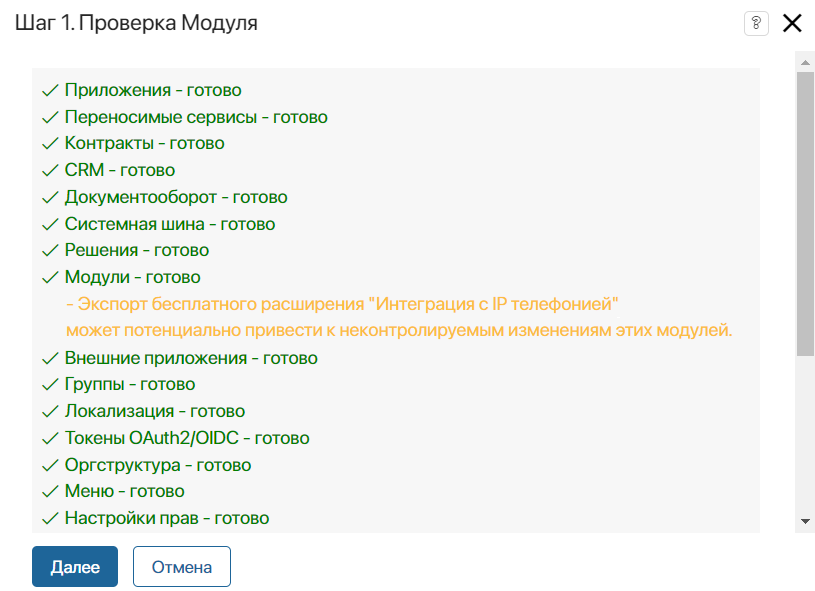 Шаг 1. Проверка Модуля
?
Приложения - готово
Переносимые сервисы - готово
Контракты - готово
CRM - готово
Документооборот - готово
Системная шина - готово
Решения - готово
Модули - готово
- Экспорт бесплатного расширения "Интеграция с IP телефонией"
может потенциально привести к неконтролируемым изменениям этих модулей.
Внешние приложения - готово
Группы - готово
Локализация - готово
Токены OAuth2/OIDC - готово
Оргструктура - готово
Меню - готово
Настройки прав - готово
Далее
Отмена